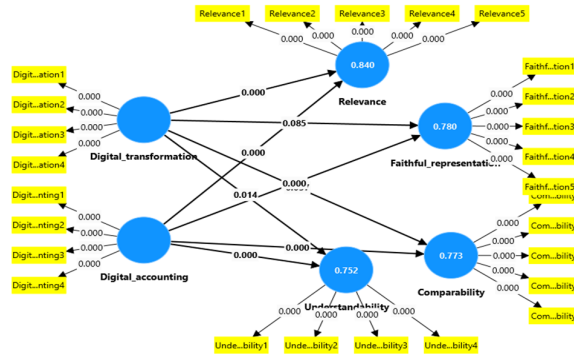 Relevance1 Relevance2 Relevance3 Relevance4 Relevance5
0.000 0.000 0.000 0.000 0.000
0.840
Relevance
Digit...ation1
Digit...ation2
Digit...ation3
Digit...ation4
0.000
0.000
0.000
0.000
Digital_transformation
0.000
0.085
0.000
0.014
0.000
0.000
Faithf...tion1
Faithf...tion2
Faithf...tion3
Faithf...tion4
Faithf...tion5
0.000
0.000
0.000
0.000
0.000
0.780
Digit...nting1
Digit...nting2
Digit...nting3
Digit...nting4
0.000
0.000
0.000
0.000
Digital_accounting
0.752
Understandability
0.773
Comparability
0.000
0.000
0.000
0.000
0.000
Com...bility
Com...bility
Com...bility
Com...bility
0.000 0.000 0.000 0.000
Unde...bility1 Unde...bility2 Unde...bility3 Unde...bility4